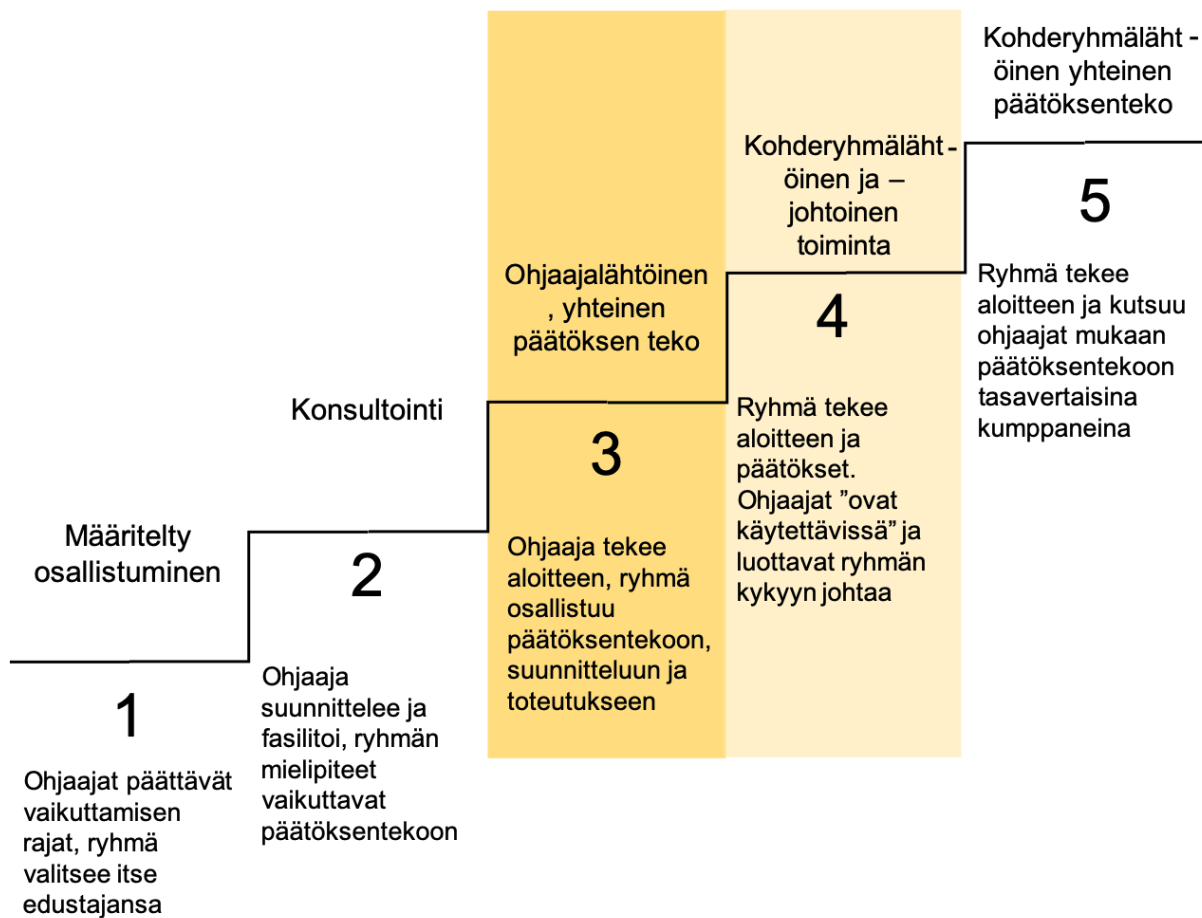 Määritelty
osallistuminen
1
Ohjaajat päättävät
vaikuttamisen
rajat, ryhmä
valitsee itse
edustajansa
Konsultointi
2
Ohjaaja
suunnittelee ja
fasilitoi, ryhmän
mielipiteet
vaikuttavat
päätöksentekoon
Ohjaajalähtöinen
, yhteinen
päätöksen teko
3
Ohjaaja tekee
aloitteen, ryhmä
osallistuu
päätöksentekoon,
suunnitteluun ja
toteutukseen
Kohderyhmäläht -
öinen ja –
johtoinen
toiminta
4
Ryhmä tekee
aloitteen ja
päätökset.
Ohjaajat ”ovat
käytettävissä” ja
luottavat ryhmän
kykyyn johtaa
Kohderyhmäläht -
öinen yhteinen
päätöksenteko
5
Ryhmä tekee
aloitteen ja kutsuu
ohjaajat mukaan
päätöksentekoon
tasavertaisina
kumppaneina